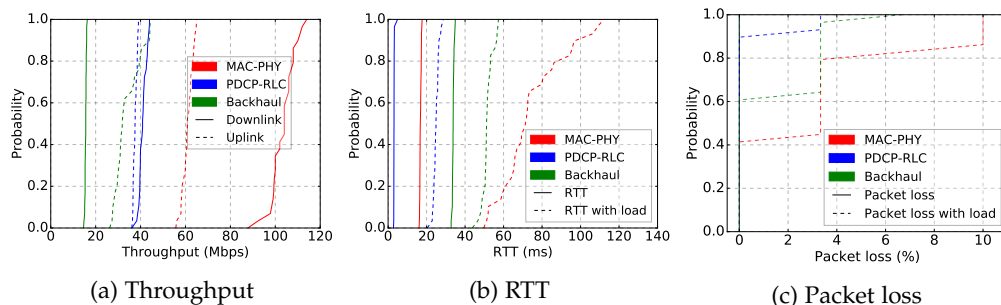 1.0
0.8
0.6
0.4
0.2
0.0
Probability
0 20 40 60 80 100 120
Throughput (Mbps)
MAC-PHY
PDCP-RLC
Backhaul
Downlink
Uplink
(a) Throughput
1.0
0.8
0.6
0.4
0.2
0.0
Probability
0 20 40 60 80 100 120 140
RTT (ms)
MAC-PHY
PDCP-RLC
Backhaul
RTT
RTT with load
(b) RTT
1.0
0.8
0.6
0.4
0.2
0.0
Probability
0 2 4 6 8 10
Packet loss (%)
MAC-PHY
PDCP-RLC
Backhaul
Packet loss
Packet loss with load
(c) Packet loss